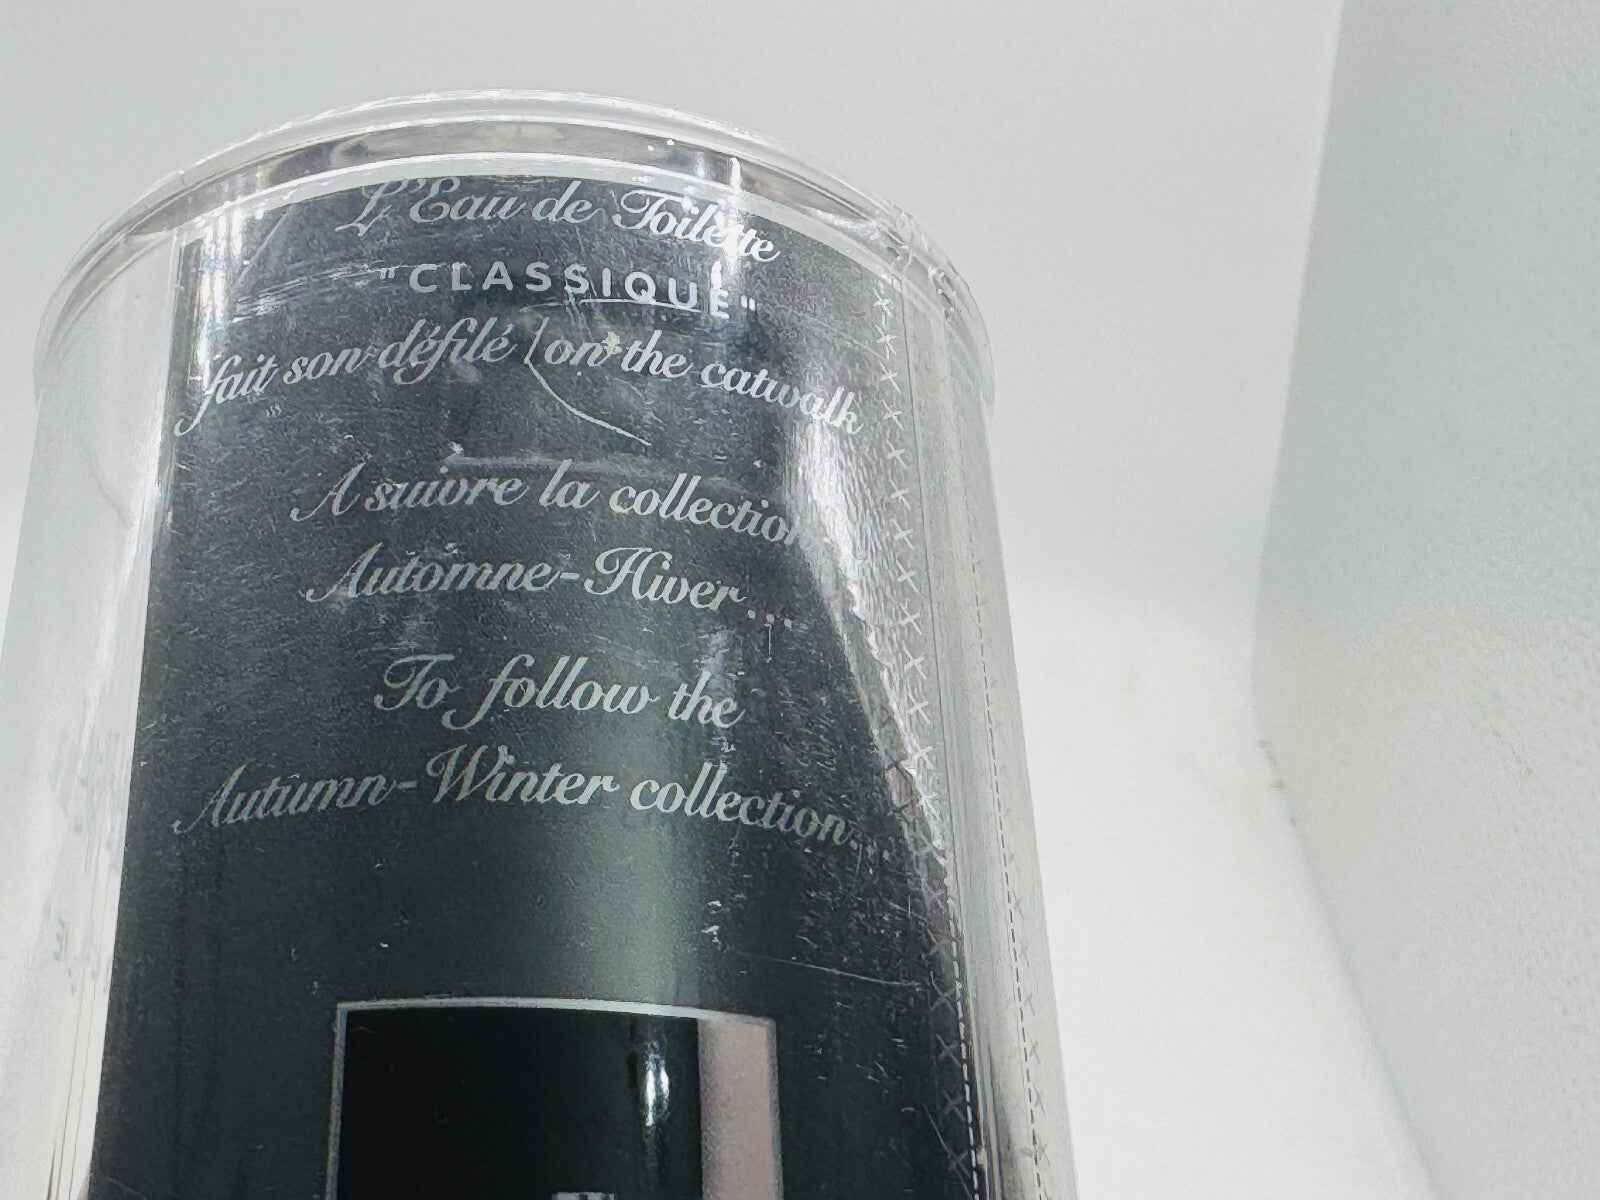 L'Eau de Toilette
"CLASSIQUE"
fait son défilé / on the catwalk
A suivre la collection
Automne-Hiver...
To follow the
Autumn-Winter collection...